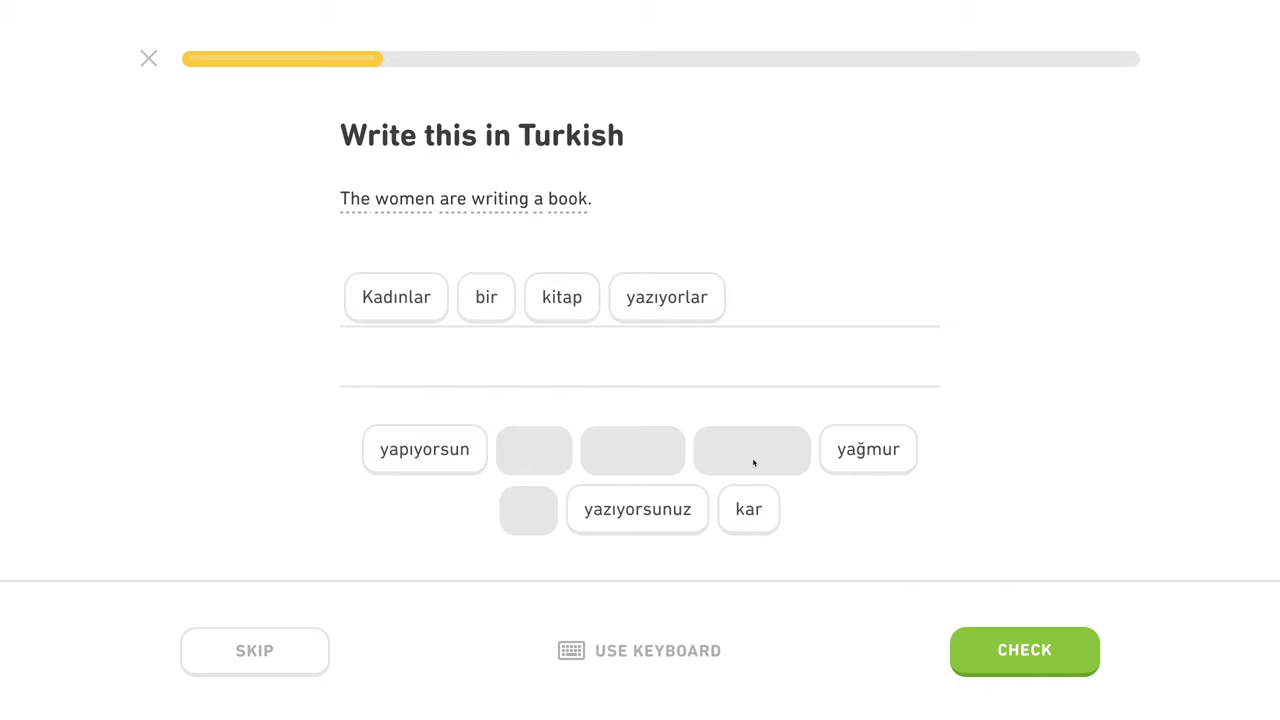 Write this in Turkish
The women are writing a book.
Kadınlar bir kitap yazıyorlar
yapıyorsun yağmur
yazıyorsunuz kar
SKIP USE KEYBOARD CHECK